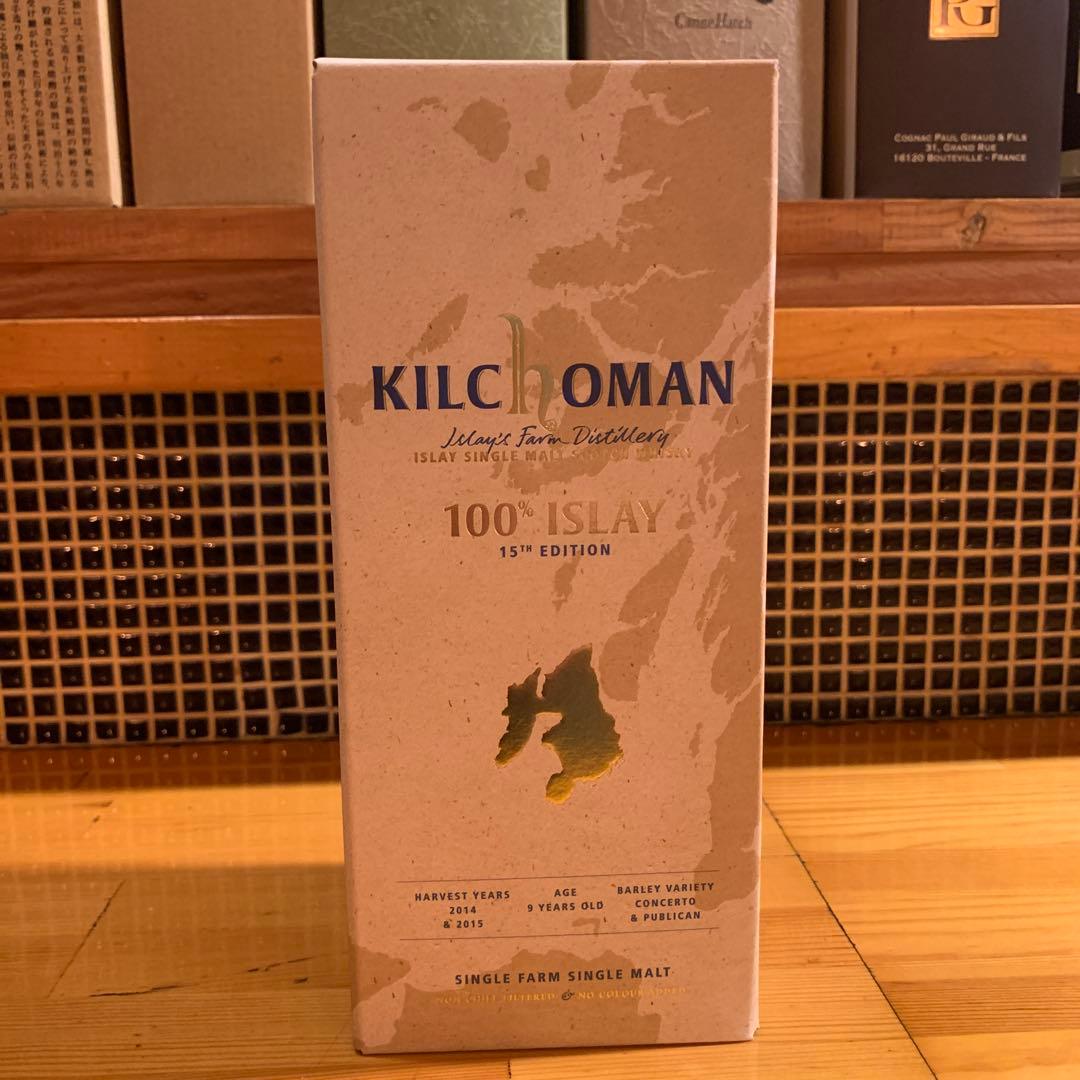 CognacHutch
PG
COGNAC PAUL GIRAUD & FILS
31, GRAND RUE
16120 BOUTEVILLE - FRANCE
KILCHOMAN
Islay's Farm Distillery
ISLAY SINGLE MALT SCOTCH WHISKY
100% ISLAY
15TH EDITION
HARVEST YEARS
2014
& 2015
AGE
9 YEARS OLD
BARLEY VARIETY
CONCERTO
& PUBLICAN
SINGLE FARM SINGLE MALT
NON CHILL FILTERED & NO COLOUR ADDED